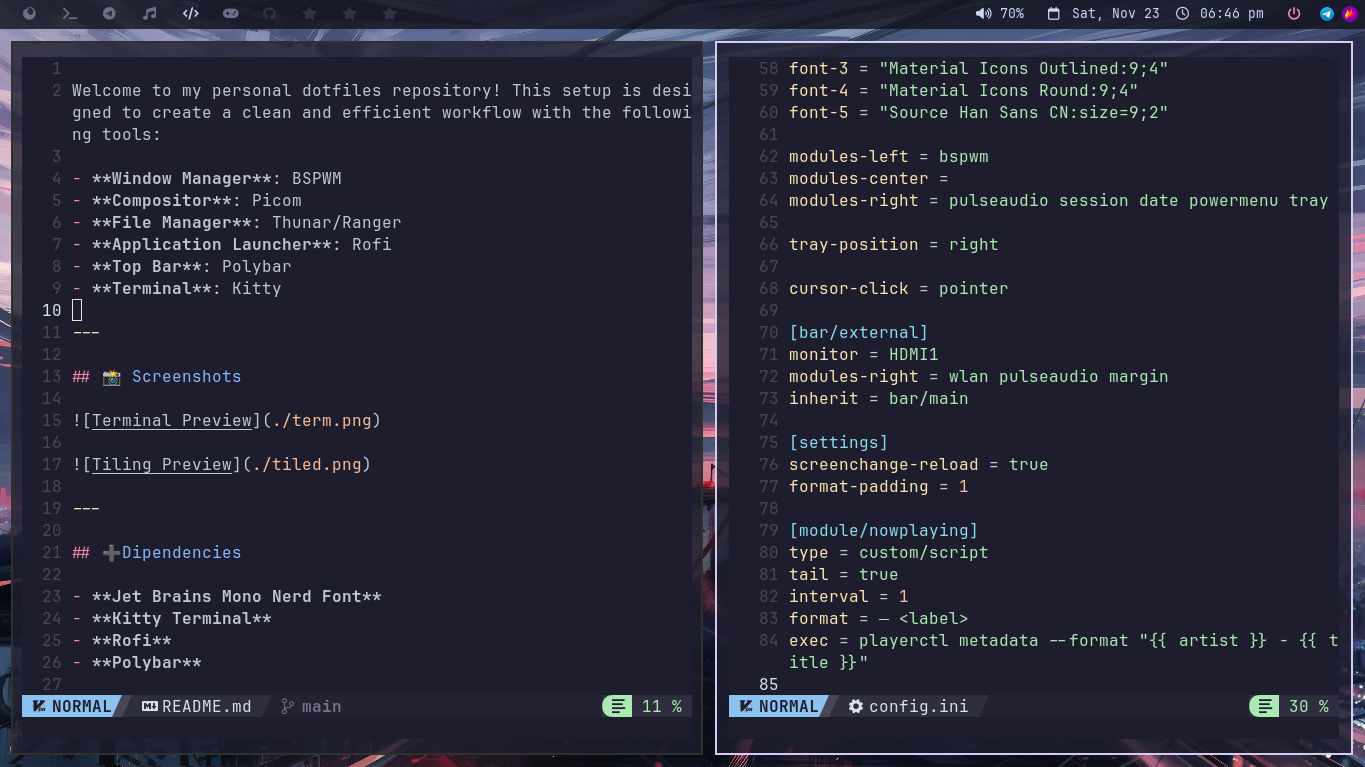 70% Sat, Nov 23 06:46 pm
1
2 Welcome to my personal dotfiles repository! This setup is desi
gned to create a clean and efficient workflow with the followi
ng tools:
3
4 - **Window Manager**: BSPWM
5 - **Compositor**: Picom
6 - **File Manager**: Thunar/Ranger
7 - **Application Launcher**: Rofi
8 - **Top Bar**: Polybar
9 - **Terminal**: Kitty
10
11 ---
12
13 ## 📸 Screenshots
14
15 ![Terminal Preview](./term.png)
16
17 ![Tiling Preview](./tiled.png)
18
19 ---
20
21 ## ➕Dipendencies
22
23 - **Jet Brains Mono Nerd Font**
24 - **Kitty Terminal**
25 - **Rofi**
26 - **Polybar**
27
NORMAL README.md main 11 %
58 font-3 = "Material Icons Outlined:9;4"
59 font-4 = "Material Icons Round:9;4"
60 font-5 = "Source Han Sans CN:size=9;2"
61
62 modules-left = bspwm
63 modules-center =
64 modules-right = pulseaudio session date powermenu tray
65
66 tray-position = right
67
68 cursor-click = pointer
69
70 [bar/external]
71 monitor = HDMI1
72 modules-right = wlan pulseaudio margin
73 inherit = bar/main
74
75 [settings]
76 screenchange-reload = true
77 format-padding = 1
78
79 [module/nowplaying]
80 type = custom/script
81 tail = true
82 interval = 1
83 format = — <label>
84 exec = playerctl metadata --format "{{ artist }} - {{ t
itle }}"
85
NORMAL config.ini 30 %